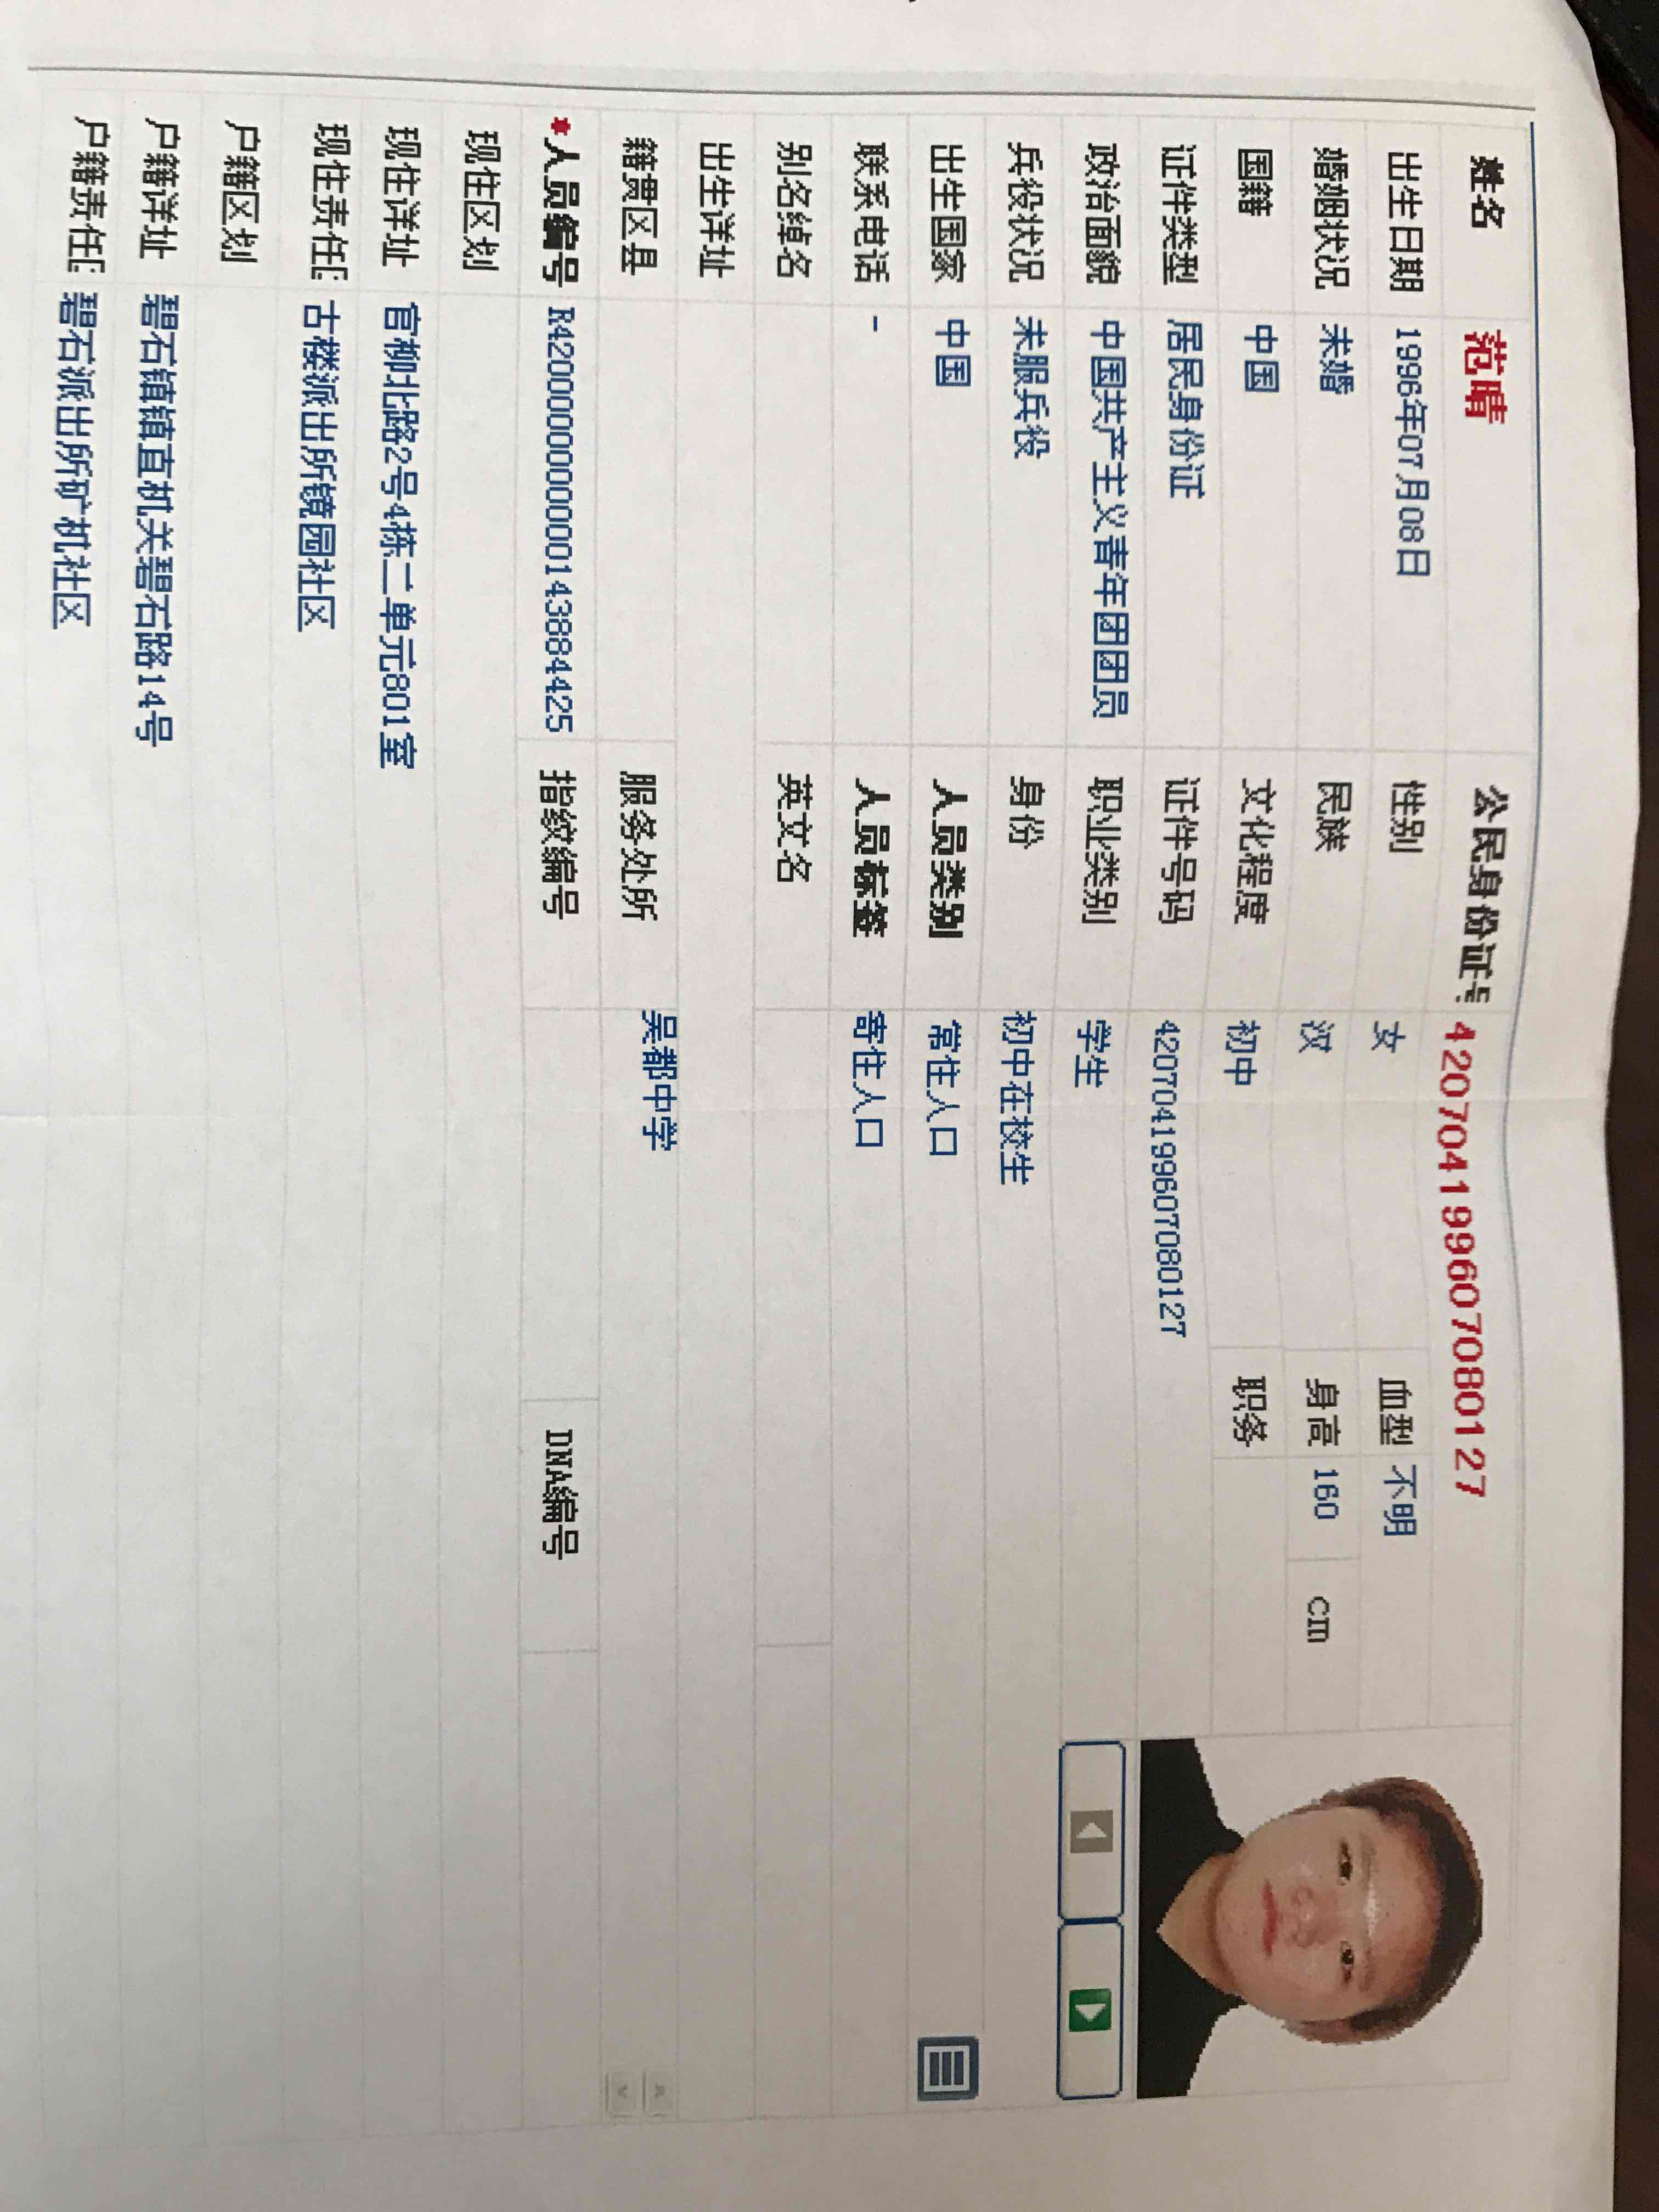 姓名 范晴 公民身份证号 420704199607080127
出生日期 1996年07月08日 性别 女 血型 不明
婚姻状况 未婚 民族 汉 身高 160 cm
国籍 中国 文化程度 初中 职务
证件类型 居民身份证 证件号码 420704199607080127
政治面貌 中国共产主义青年团团员 职业类别 学生
兵役状况 未服兵役 身份 初中在校生
出生国家 中国 人员类别 常住人口
联系电话 - 人员标签 寄住人口
别名绰名 英文名
出生详址
籍贯区县 服务处所 吴都中学
*人员编号 R4200000000000014384425 指纹编号 DNA编号
现住区划
现住详址 官柳北路2号4栋二单元801室
现住责任 古楼派出所镜园社区
户籍区划
户籍详址 碧石镇镇直机关碧石路14号
户籍责任 碧石派出所矿机社区